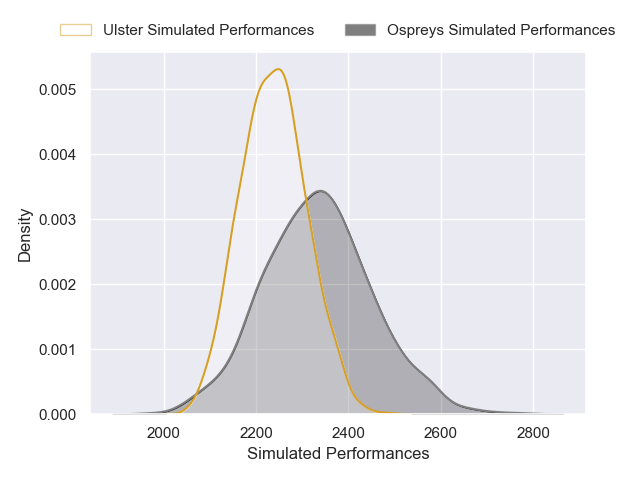 Ulster Simulated Performances Ospreys Simulated Performances
0.005
0.004
0.003
0.002
0.001
0.000
2000 2200 2400 2600 2800
Density
Simulated Performances